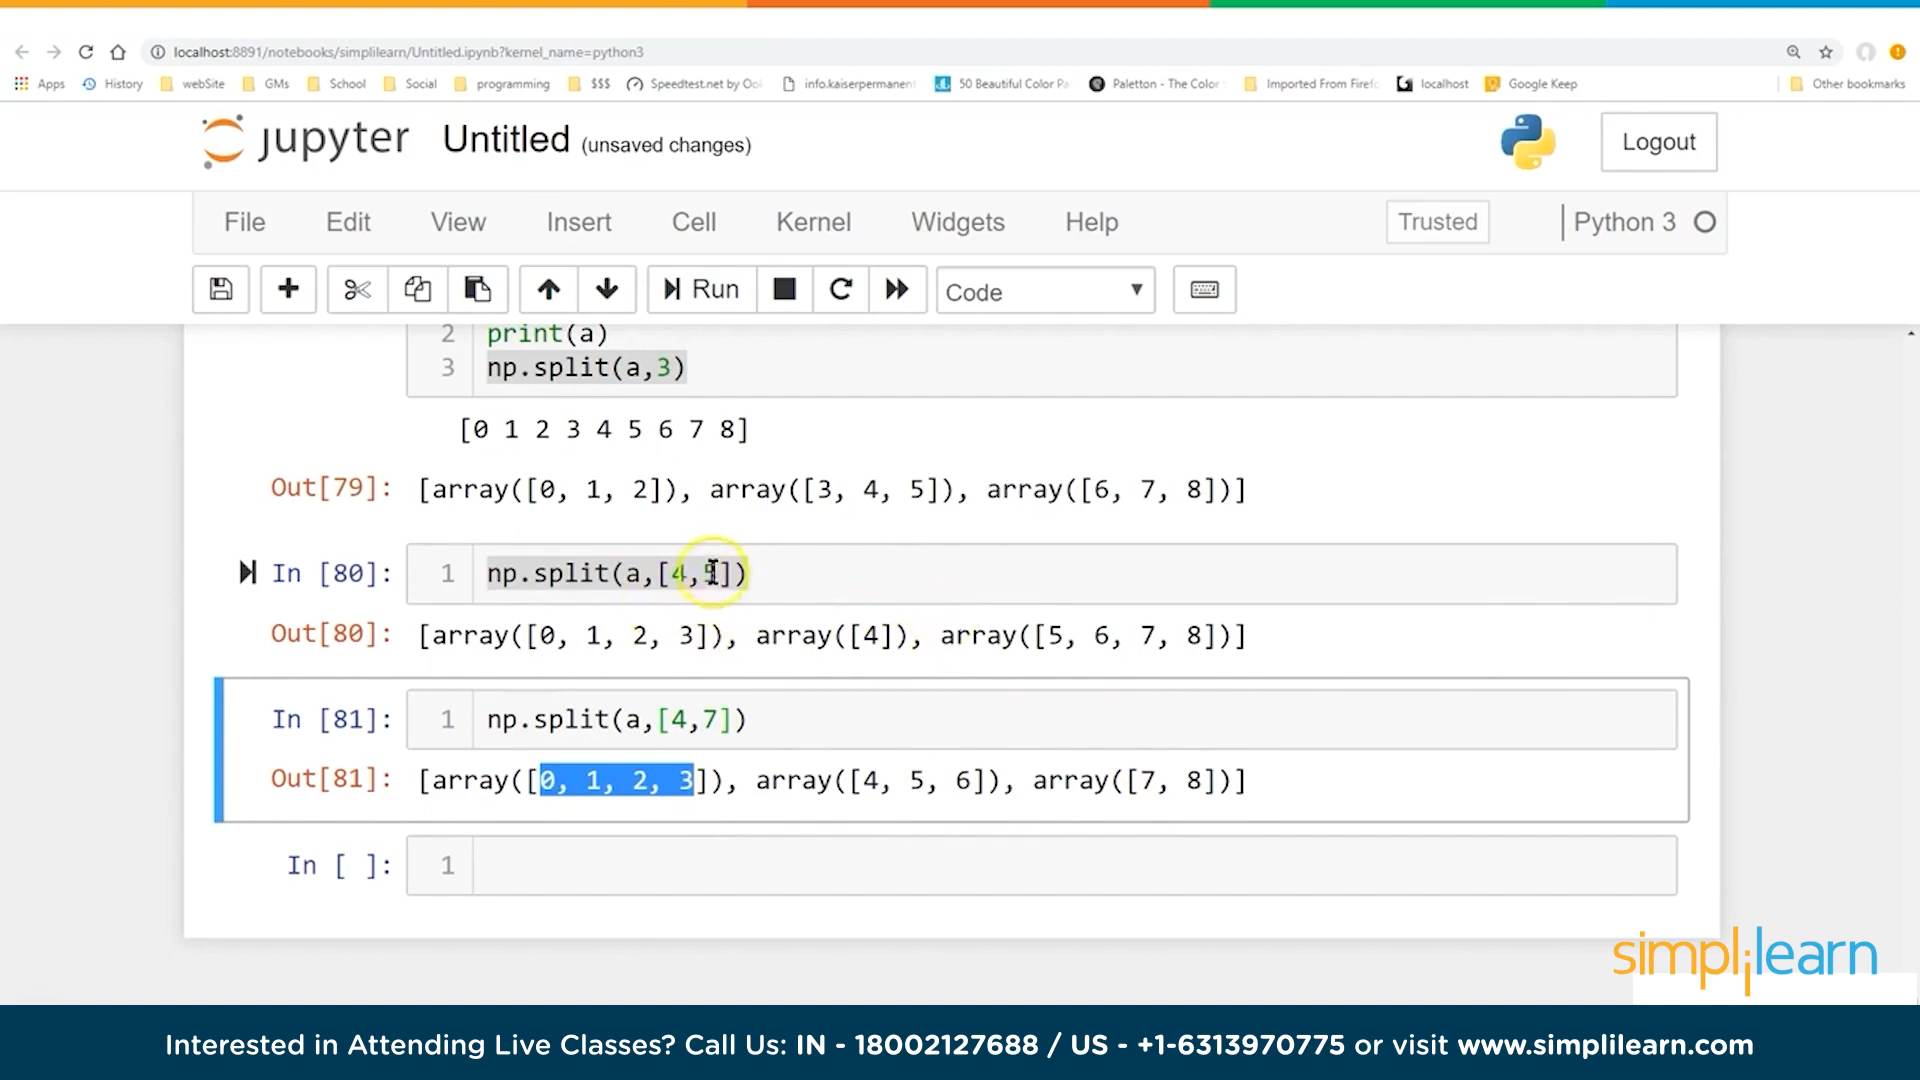 localhost:8891/notebooks/simplilearn/Untitled.ipynb?kernel_name=python3
Apps History webSite GMs School Social programming $$$ Speedtest.net by Ook info.kaiserpermanent 50 Beautiful Color Pa Paletton - The Color Imported From Firefo localhost Google Keep Other bookmarks
jupyter Untitled (unsaved changes) Logout
File Edit View Insert Cell Kernel Widgets Help Trusted Python 3
Run Code
2 print(a)
3 np.split(a,3)
[0 1 2 3 4 5 6 7 8]
Out[79]: [array([0, 1, 2]), array([3, 4, 5]), array([6, 7, 8])]
In [80]: 1 np.split(a,[4,5])
Out[80]: [array([0, 1, 2, 3]), array([4]), array([5, 6, 7, 8])]
In [81]: 1 np.split(a,[4,7])
Out[81]: [array([0, 1, 2, 3]), array([4, 5, 6]), array([7, 8])]
In [ ]: 1
simplilearn
Interested in Attending Live Classes? Call Us: IN - 18002127688 / US - +1-6313970775 or visit www.simplilearn.com